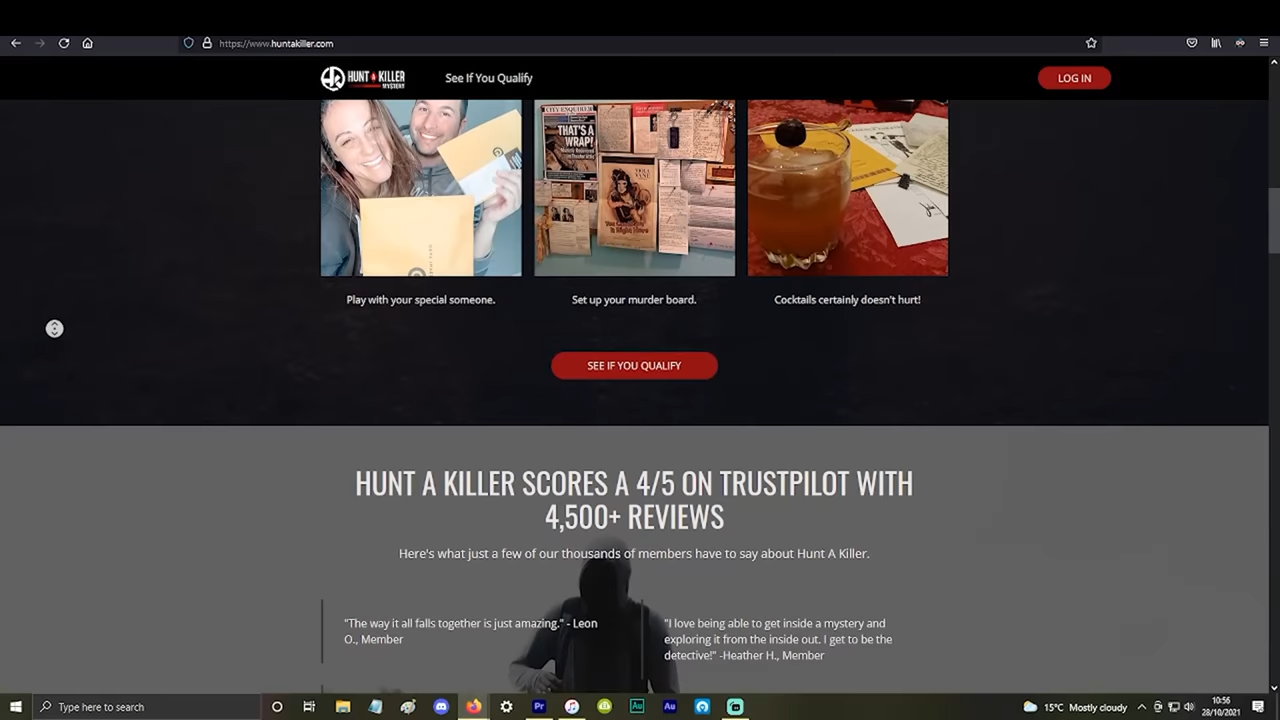 https://www.huntakiller.com
HUNT A KILLER
MYSTERY
See If You Qualify
LOG IN
CITY ENQUIRER
THAT'S A
WRAP!
Play with your special someone.
Set up your murder board.
Cocktails certainly doesn't hurt!
SEE IF YOU QUALIFY
HUNT A KILLER SCORES A 4/5 ON TRUSTPILOT WITH
4,500+ REVIEWS
Here's what just a few of our thousands of members have to say about Hunt A Killer.
"The way it all falls together is just amazing." - Leon
O., Member
"I love being able to get inside a mystery and
exploring it from the inside out. I get to be the
detective!" -Heather H., Member
Type here to search
Pr
Au
Au
15°C Mostly cloudy
10:56
28/10/2021